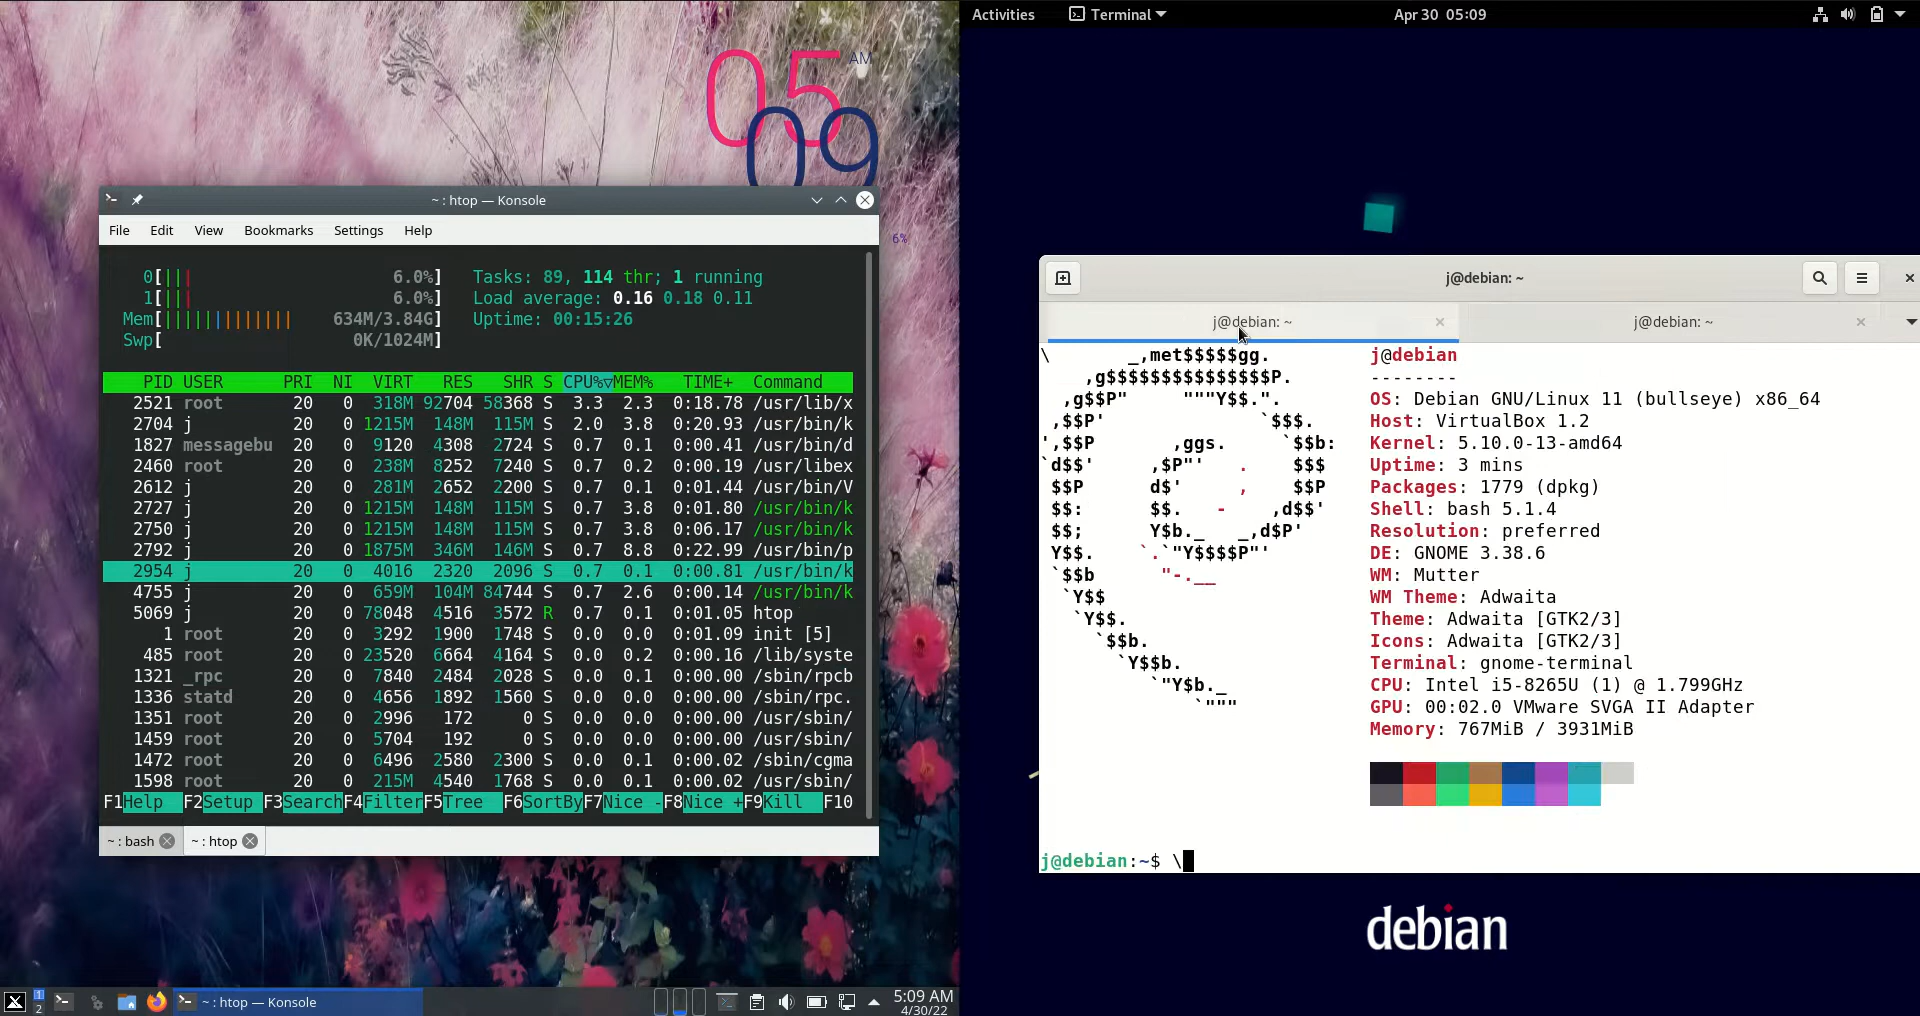 05
AM
09
6%
~ : htop — Konsole
File Edit View Bookmarks Settings Help
0[||| 6.0%] Tasks: 89, 114 thr; 1 running
1[||| 6.0%] Load average: 0.16 0.18 0.11
Mem[|||||||||||||| 634M/3.84G] Uptime: 00:15:26
Swp[ 0K/1024M]
PID USER PRI NI VIRT RES SHR S CPU%▽MEM% TIME+ Command
2521 root 20 0 318M 92704 58368 S 3.3 2.3 0:18.78 /usr/lib/x
2704 j 20 0 1215M 148M 115M S 2.0 3.8 0:20.93 /usr/bin/k
1827 messagebu 20 0 9120 4308 2724 S 0.7 0.1 0:00.41 /usr/bin/d
2460 root 20 0 238M 8252 7240 S 0.7 0.2 0:00.19 /usr/libex
2612 j 20 0 281M 2652 2200 S 0.7 0.1 0:01.44 /usr/bin/V
2727 j 20 0 1215M 148M 115M S 0.7 3.8 0:01.80 /usr/bin/k
2750 j 20 0 1215M 148M 115M S 0.7 3.8 0:06.17 /usr/bin/k
2792 j 20 0 1875M 346M 146M S 0.7 8.8 0:22.99 /usr/bin/p
2954 j 20 0 4016 2320 2096 S 0.7 0.1 0:00.81 /usr/bin/k
4755 j 20 0 659M 104M 84744 S 0.7 2.6 0:00.14 /usr/bin/k
5069 j 20 0 78048 4516 3572 R 0.7 0.1 0:01.05 htop
1 root 20 0 3292 1900 1748 S 0.0 0.0 0:01.09 init [5]
485 root 20 0 23520 6664 4164 S 0.0 0.2 0:00.16 /lib/syste
1321 _rpc 20 0 7840 2484 2028 S 0.0 0.1 0:00.00 /sbin/rpcb
1336 statd 20 0 4656 1892 1560 S 0.0 0.0 0:00.00 /sbin/rpc.
1351 root 20 0 2996 172 0 S 0.0 0.0 0:00.00 /usr/sbin/
1459 root 20 0 5704 192 0 S 0.0 0.0 0:00.00 /usr/sbin/
1472 root 20 0 6496 2580 2300 S 0.0 0.1 0:00.02 /sbin/cgma
1598 root 20 0 215M 4540 1768 S 0.0 0.1 0:00.02 /usr/sbin/
F1Help F2Setup F3SearchF4FilterF5Tree F6SortByF7Nice -F8Nice +F9Kill F10
~ : bash ~ : htop
1
2
~ : htop — Konsole
5:09 AM
4/30/22
Activities Terminal Apr 30 05:09
j@debian: ~
j@debian: ~ j@debian: ~
\ _,met$$$$$gg. j@debian
,g$$$$$$$$$$$$$$$P. --------
,g$$P" """Y$$.". OS: Debian GNU/Linux 11 (bullseye) x86_64
,$$P' `$$$. Host: VirtualBox 1.2
',$$P ,ggs. `$$b: Kernel: 5.10.0-13-amd64
`d$$' ,$P"' . $$$ Uptime: 3 mins
$$P d$' , $$P Packages: 1779 (dpkg)
$$: $$. - ,d$$' Shell: bash 5.1.4
$$; Y$b._ _,d$P' Resolution: preferred
Y$$. `.`"Y$$$$P"' DE: GNOME 3.38.6
`$$b "-.__ WM: Mutter
`Y$$ WM Theme: Adwaita
`Y$$. Theme: Adwaita [GTK2/3]
`$$b. Icons: Adwaita [GTK2/3]
`Y$$b. Terminal: gnome-terminal
`"Y$b._ CPU: Intel i5-8265U (1) @ 1.799GHz
`""" GPU: 00:02.0 VMware SVGA II Adapter
Memory: 767MiB / 3931MiB
j@debian:~$ \
debian